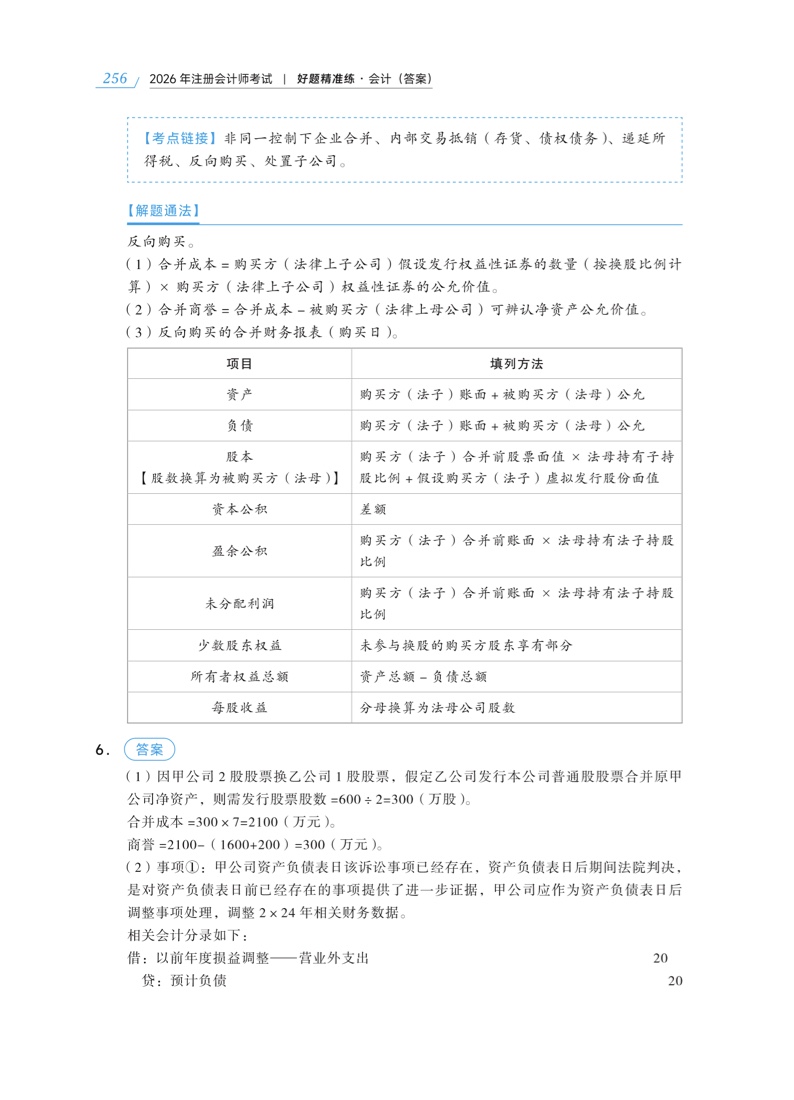 256 2026 年注册会计师考试 | 好题精准练·会计（答案）
【考点链接】非同一控制下企业合并、内部交易抵销（存货、债权债务）、递延所
得税、反向购买、处置子公司。
【解题通法】
反向购买。
（1）合并成本 = 购买方（法律上子公司）假设发行权益性证券的数量（按换股比例计
算）× 购买方（法律上子公司）权益性证券的公允价值。
（2）合并商誉 = 合并成本 – 被购买方（法律上母公司）可辨认净资产公允价值。
（3）反向购买的合并财务报表（购买日）。
项目 填列方法
资产 购买方（法子）账面 + 被购买方（法母）公允
负债 购买方（法子）账面 + 被购买方（法母）公允
股本 购买方（法子）合并前股票面值 × 法母持有子持
【股数换算为被购买方（法母）】 股比例 + 假设购买方（法子）虚拟发行股份面值
资本公积 差额
盈余公积 购买方（法子）合并前账面 × 法母持有法子持股
比例
未分配利润 购买方（法子）合并前账面 × 法母持有法子持股
比例
少数股东权益 未参与换股的购买方股东享有部分
所有者权益总额 资产总额 – 负债总额
每股收益 分母换算为法母公司股数
6. 答案
（1）因甲公司 2 股股票换乙公司 1 股股票，假定乙公司发行本公司普通股股票合并原甲
公司净资产，则需发行股票股数 =600 ÷ 2=300（万股）。
合并成本 =300 × 7=2100（万元）。
商誉 =2100–（1600+200）=300（万元）。
（2）事项①：甲公司资产负债表日该诉讼事项已经存在，资产负债表日后期间法院判决，
是对资产负债表日前已经存在的事项提供了进一步证据，甲公司应作为资产负债表日后
调整事项处理，调整 2 × 24 年相关财务数据。
相关会计分录如下：
借：以前年度损益调整——营业外支出 20
贷：预计负债 20